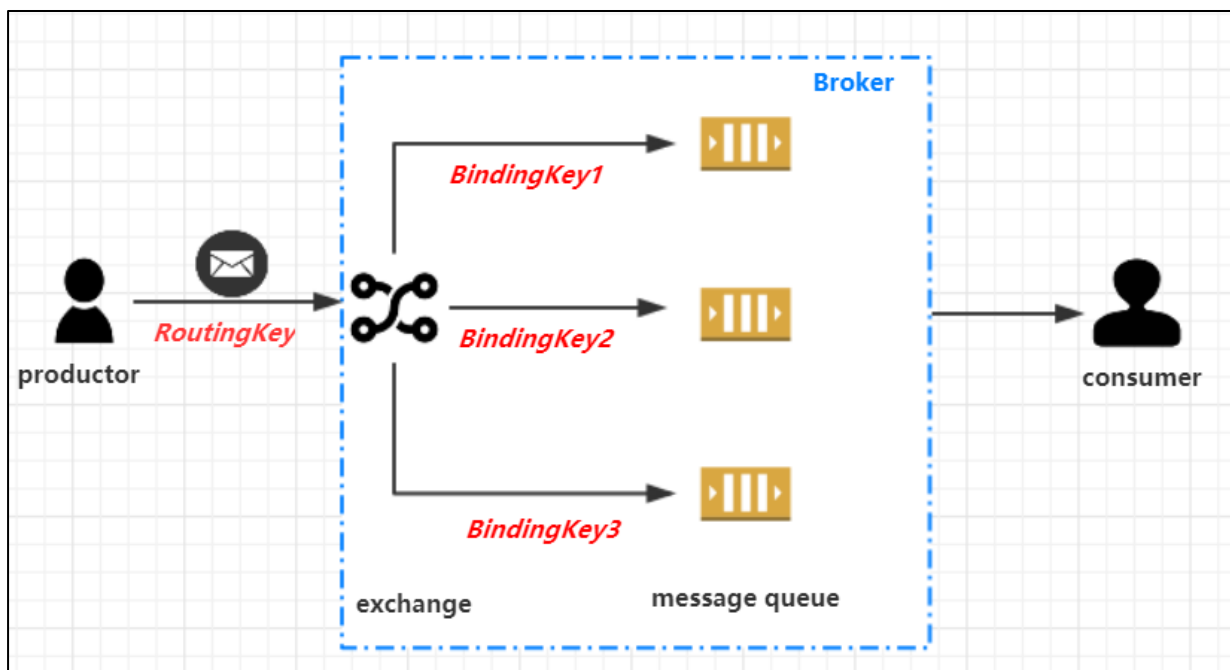 Broker
BindingKey1
RoutingKey
BindingKey2
productor
consumer
BindingKey3
exchange
message queue